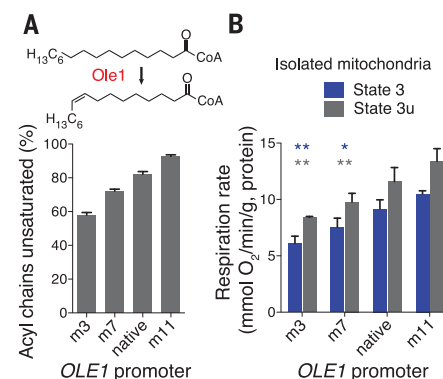 A
H13C6
O
CoA
Ole1
O
CoA
H13C6
Acyl chains unsaturated (%)
100
80
60
40
20
0
m3
m7
native
m11
OLE1 promoter
B
Isolated mitochondria
State 3
State 3u
Respiration rate
(mmol O2/min/g, protein)
15
10
5
0
** *
** **
m3
m7
native
m11
OLE1 promoter